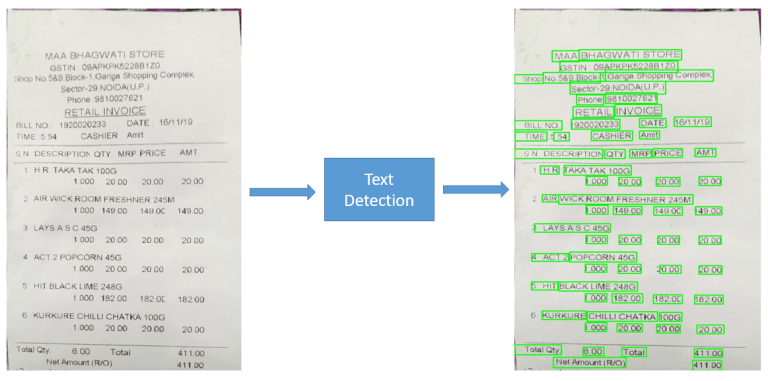 MAA BHAGWATI STORE
GSTIN : 09APKPK5228B1Z0
Shop No.5&9,Block-1,Ganga Shopping Complex,
Sector-29,NOIDA(U.P.)
Phone :9810027621
RETAIL INVOICE
BILL NO : 1920020233 DATE : 16/11/19
TIME :5:54 CASHIER Amit
S.N. DESCRIPTION QTY MRP PRICE AMT.
1 H R TAKA TAK 100G
1.000 20.00 20.00 20.00
2 AIR WICK ROOM FRESHNER 245M
1.000 149.00 149.00 149.00
3 LAYS A S C 45G
1.000 20.00 20.00 20.00
4 ACT 2 POPCORN 45G
1.000 20.00 20.00 20.00
5 HIT BLACK LIME 248G
1.000 182.00 182.00 182.00
6 KURKURE CHILLI CHATKA 100G
1.000 20.00 20.00 20.00
Total Qty. 6.00 Total 411.00
Net Amount (R/O) 411.00
Text
Detection
MAA BHAGWATI STORE
GSTIN : 09APKPK5228B1Z0
Shop No.5&9,Block-1,Ganga Shopping Complex,
Sector-29,NOIDA(U.P.)
Phone :9810027621
RETAIL INVOICE
BILL NO : 1920020233 DATE : 16/11/19
TIME :5:54 CASHIER Amit
S.N. DESCRIPTION QTY MRP PRICE AMT.
1 H R TAKA TAK 100G
1.000 20.00 20.00 20.00
2 AIR WICK ROOM FRESHNER 245M
1.000 149.00 149.00 149.00
3 LAYS A S C 45G
1.000 20.00 20.00 20.00
4 ACT 2 POPCORN 45G
1.000 20.00 20.00 20.00
5 HIT BLACK LIME 248G
1.000 182.00 182.00 182.00
6 KURKURE CHILLI CHATKA 100G
1.000 20.00 20.00 20.00
Total Qty. 6.00 Total 411.00
Net Amount (R/O) 411.00